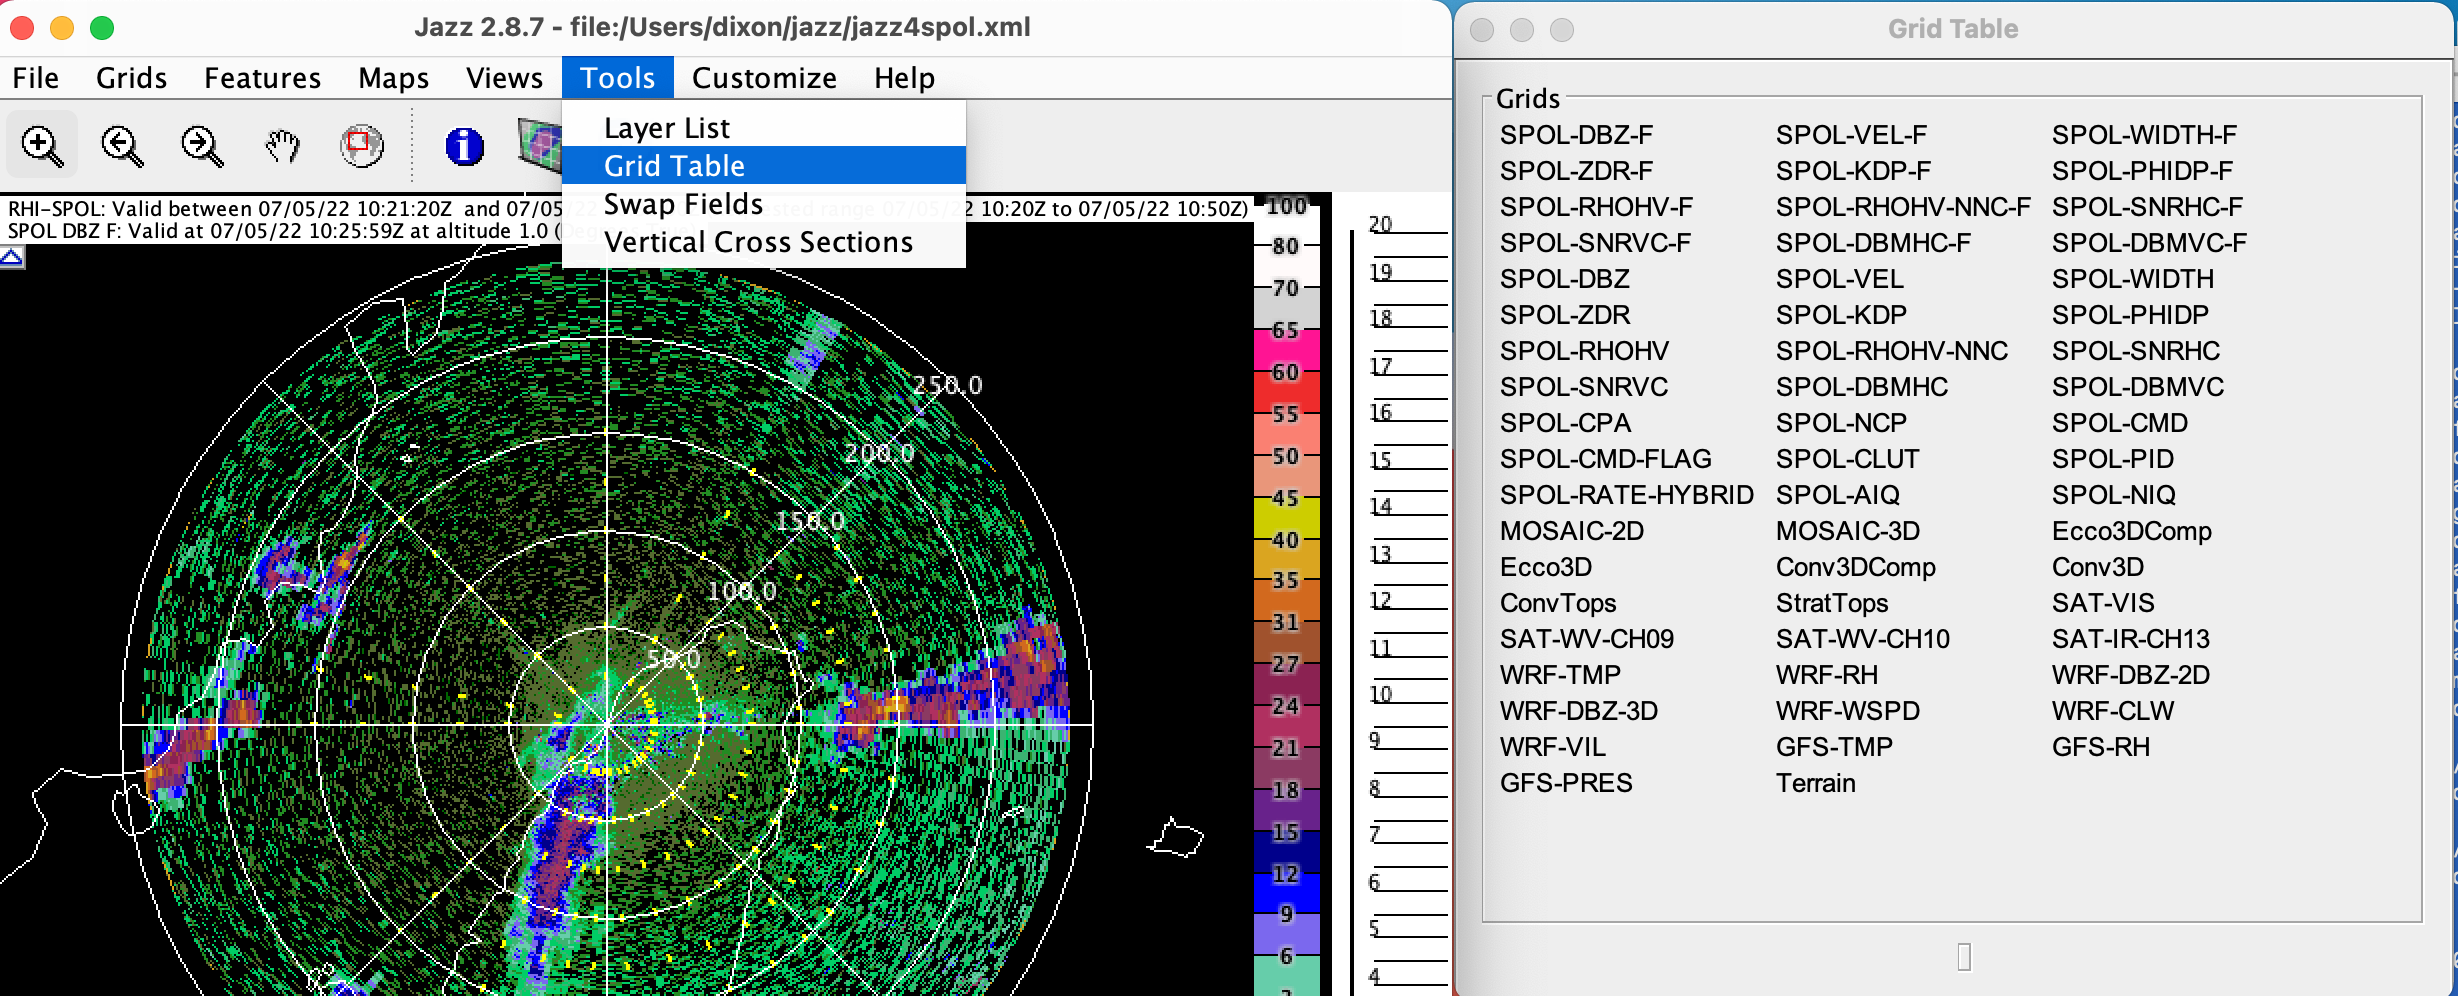 Jazz 2.8.7 - file:/Users/dixon/jazz/jazz4spol.xml
File Grids Features Maps Views Tools Customize Help
Layer List
Grid Table
Swap Fields
Vertical Cross Sections
RHI-SPOL: Valid between 07/05/22 10:21:20Z and 07/05 2 10:20Z to 07/05/22 10:50Z)
SPOL DBZ F: Valid at 07/05/22 10:25:59Z at altitude 1.0 (
250.0
200.0
150.0
100.0
50.0
100
80
70
65
60
55
50
45
40
35
31
27
24
21
18
15
12
9
6
20
19
18
17
16
15
14
13
12
11
10
9
8
7
6
5
4
Grid Table
Grids
SPOL-DBZ-F SPOL-VEL-F SPOL-WIDTH-F
SPOL-ZDR-F SPOL-KDP-F SPOL-PHIDP-F
SPOL-RHOHV-F SPOL-RHOHV-NNC-F SPOL-SNRHC-F
SPOL-SNRVC-F SPOL-DBMHC-F SPOL-DBMVC-F
SPOL-DBZ SPOL-VEL SPOL-WIDTH
SPOL-ZDR SPOL-KDP SPOL-PHIDP
SPOL-RHOHV SPOL-RHOHV-NNC SPOL-SNRHC
SPOL-SNRVC SPOL-DBMHC SPOL-DBMVC
SPOL-CPA SPOL-NCP SPOL-CMD
SPOL-CMD-FLAG SPOL-CLUT SPOL-PID
SPOL-RATE-HYBRID SPOL-AIQ SPOL-NIQ
MOSAIC-2D MOSAIC-3D Ecco3DComp
Ecco3D Conv3DComp Conv3D
ConvTops StratTops SAT-VIS
SAT-WV-CH09 SAT-WV-CH10 SAT-IR-CH13
WRF-TMP WRF-RH WRF-DBZ-2D
WRF-DBZ-3D WRF-WSPD WRF-CLW
WRF-VIL GFS-TMP GFS-RH
GFS-PRES Terrain